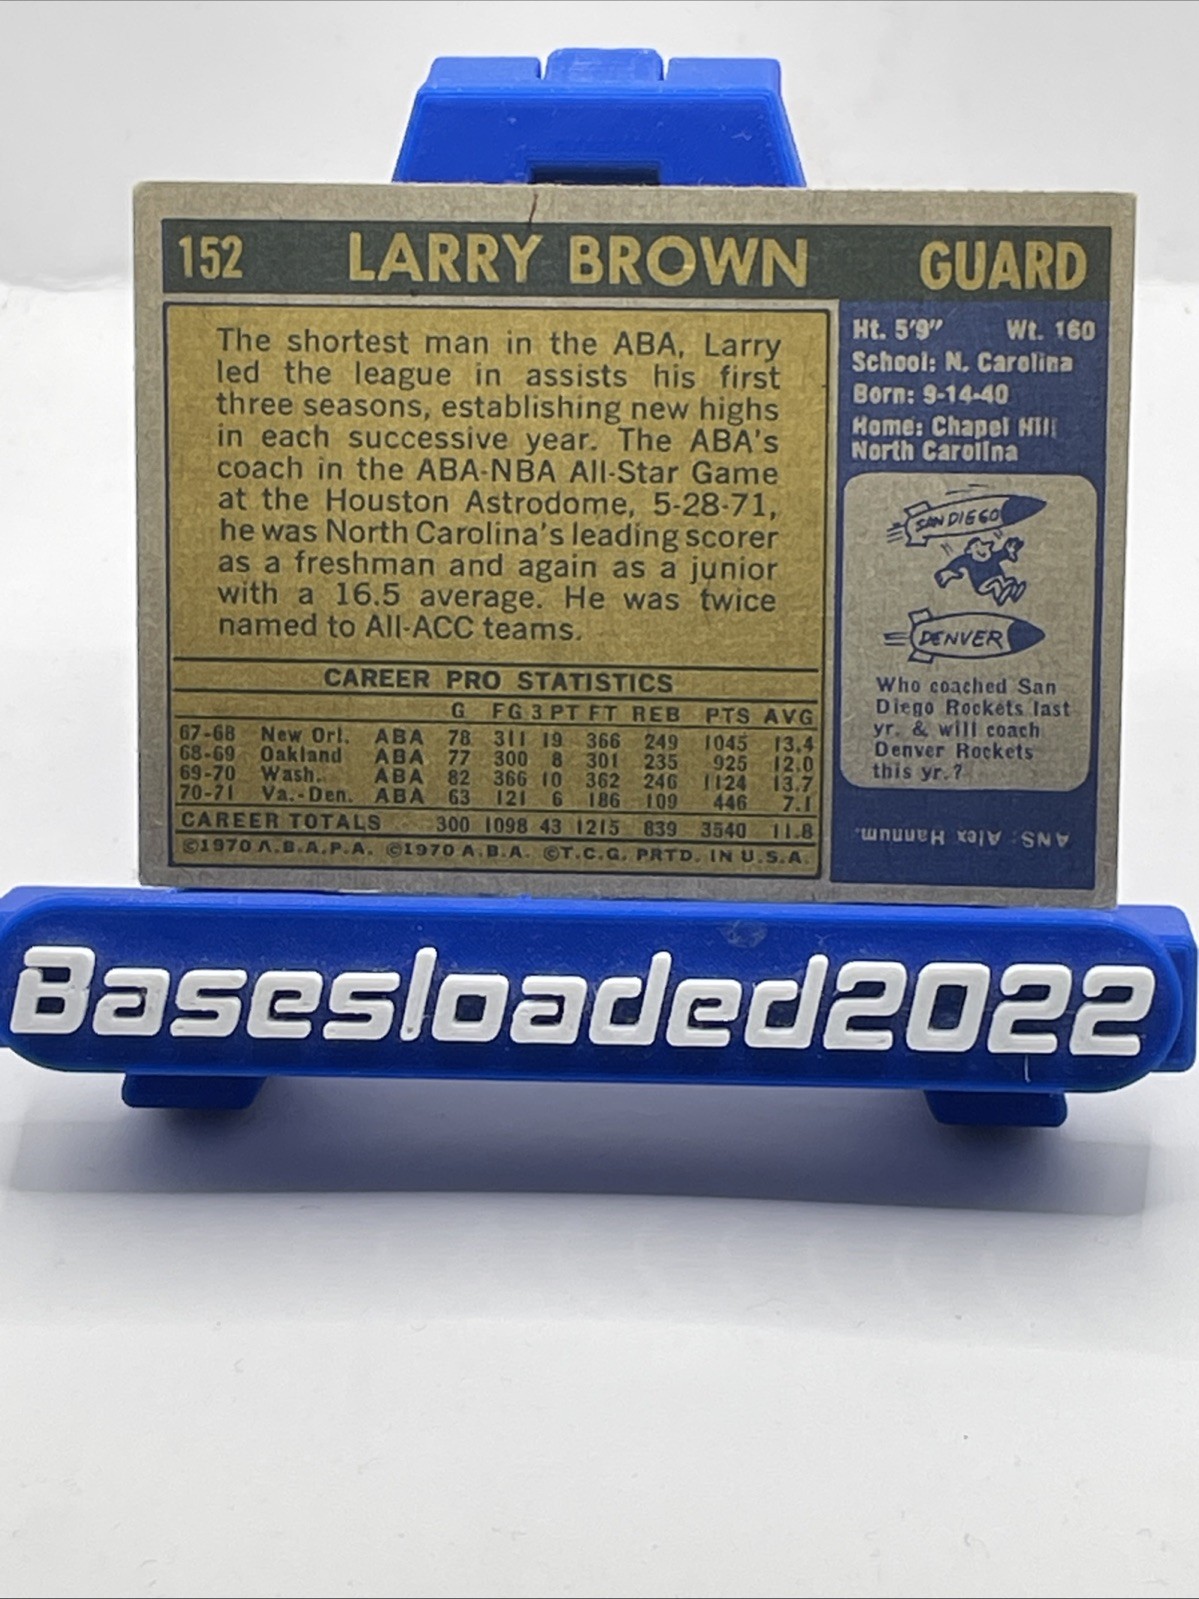 152 LARRY BROWN GUARD
The shortest man in the ABA, Larry
led the league in assists his first
three seasons, establishing new highs
in each successive year. The ABA's
coach in the ABA-NBA All-Star Game
at the Houston Astrodome, 5-28-71,
he was North Carolina's leading scorer
as a freshman and again as a junior
with a 16.5 average. He was twice
named to All-ACC teams.
CAREER PRO STATISTICS
G FG 3 PT FT REB PTS AVG
67-68 New Orl. ABA 78 311 19 366 249 1045 13.4
68-69 Oakland ABA 77 300 8 301 235 925 12.0
69-70 Wash. ABA 82 366 10 362 246 1124 13.7
70-71 Va.-Den. ABA 63 121 6 186 109 446 7.1
CAREER TOTALS 300 1098 43 1215 839 3540 11.8
©1970 A.B.A.P.A. ©1970 A.B.A. ©T.C.G. PRTD. IN U.S.A.
Ht. 5'9" Wt. 160
School: N. Carolina
Born: 9-14-40
Home: Chapel Hill
North Carolina
SAN DIEGO
DENVER
Who coached San
Diego Rockets last
yr. & will coach
Denver Rockets
this yr.?
ANS: Alex Hannum.
Basesloaded2022